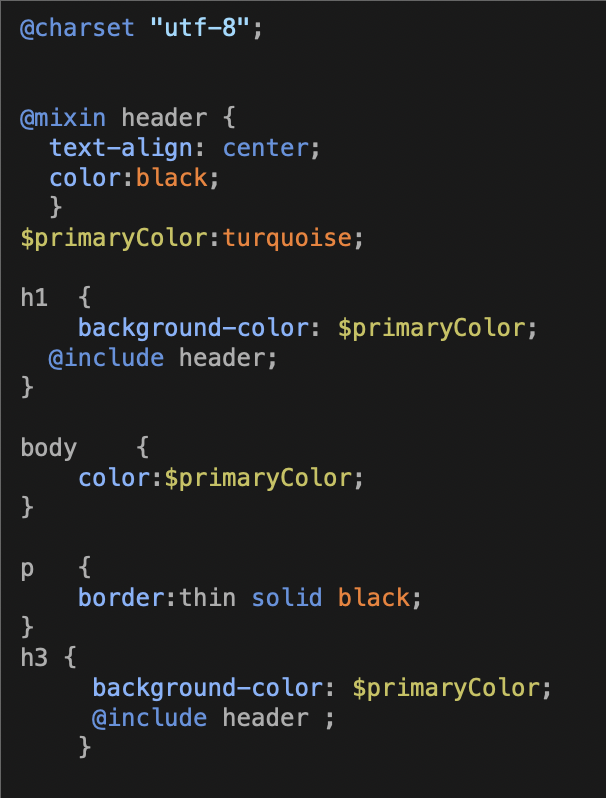 @charset "utf-8";
@mixin header {
text-align: center;
color:black;
}
$primaryColor:turquoise;
h1 {
background-color: $primaryColor;
@include header;
}
body {
color:$primaryColor;
}
p {
border:thin solid black;
}
h3 {
background-color: $primaryColor;
@include header ;
}